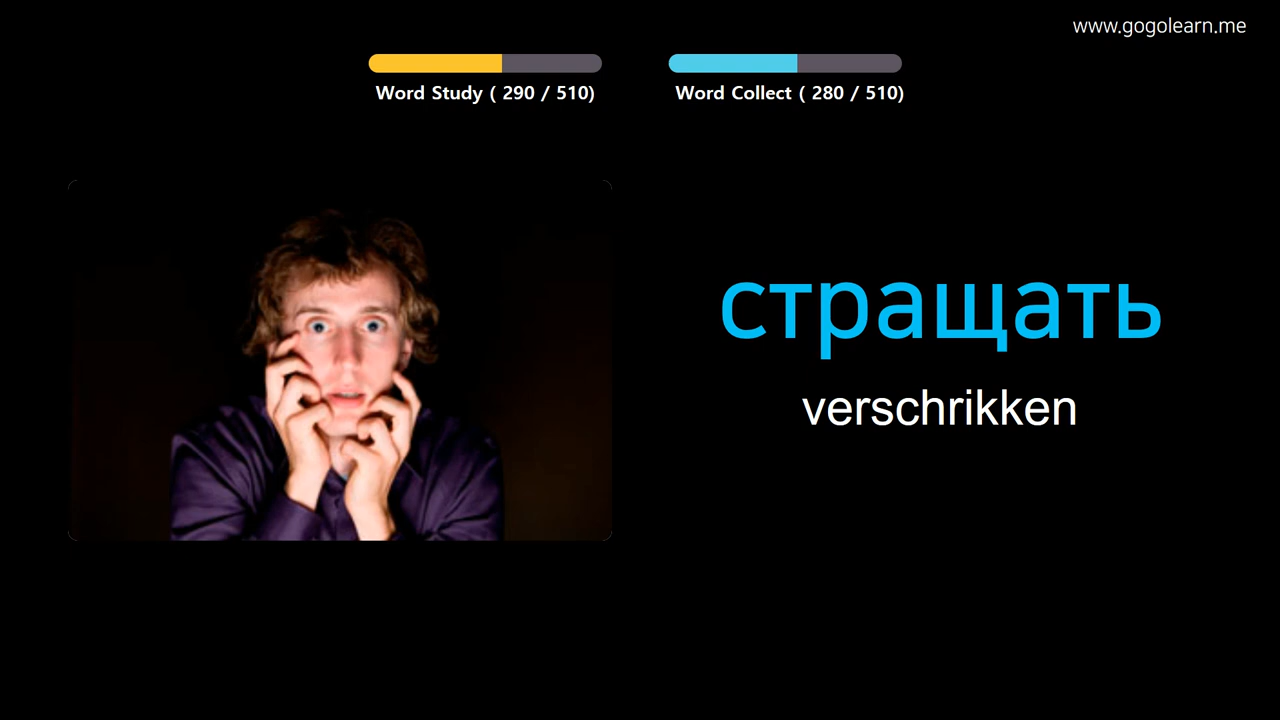 www.gogolearn.me
Word Study ( 290 / 510)
Word Collect ( 280 / 510)
стращать
verschrikken